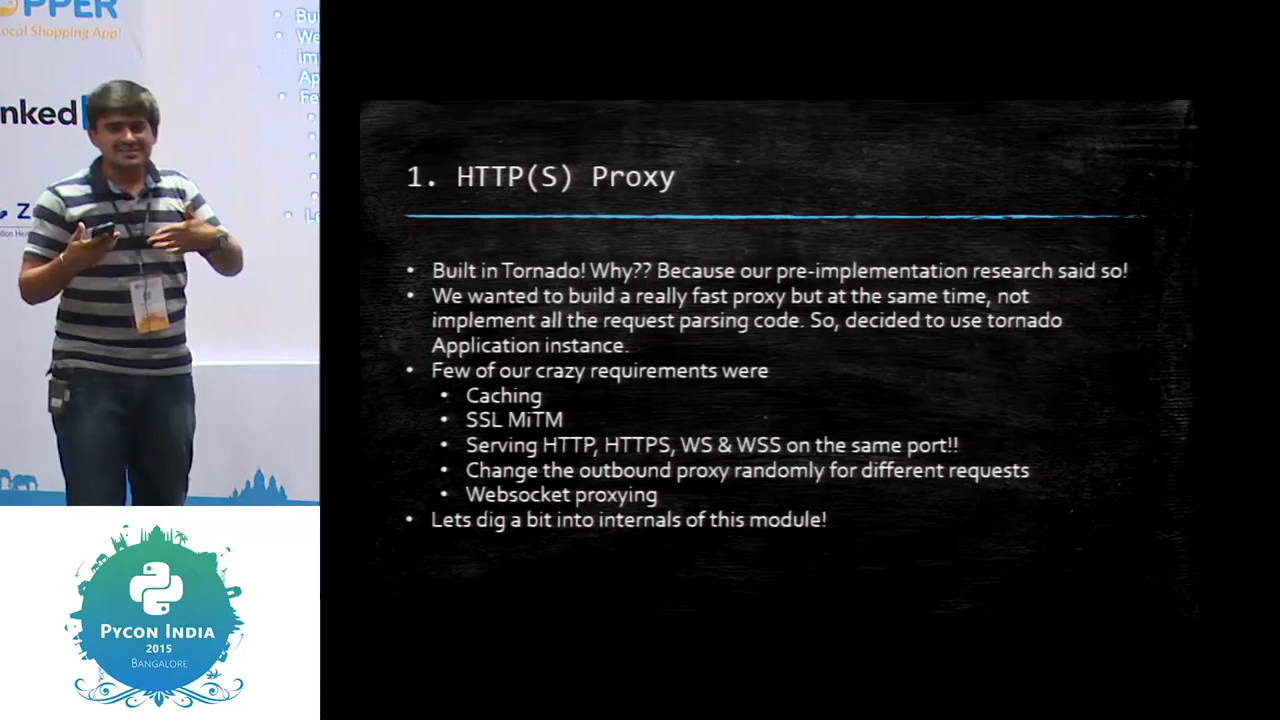 PPER
ocal Shopping App!
nked
Z
1. HTTP(S) Proxy
• Built in Tornado! Why?? Because our pre-implementation research said so!
• We wanted to build a really fast proxy but at the same time, not
implement all the request parsing code. So, decided to use tornado
Application instance.
• Few of our crazy requirements were
• Caching
• SSL MiTM
• Serving HTTP, HTTPS, WS & WSS on the same port!!
• Change the outbound proxy randomly for different requests
• Websocket proxying
• Lets dig a bit into internals of this module!
PYCON INDIA
2015
BANGALORE